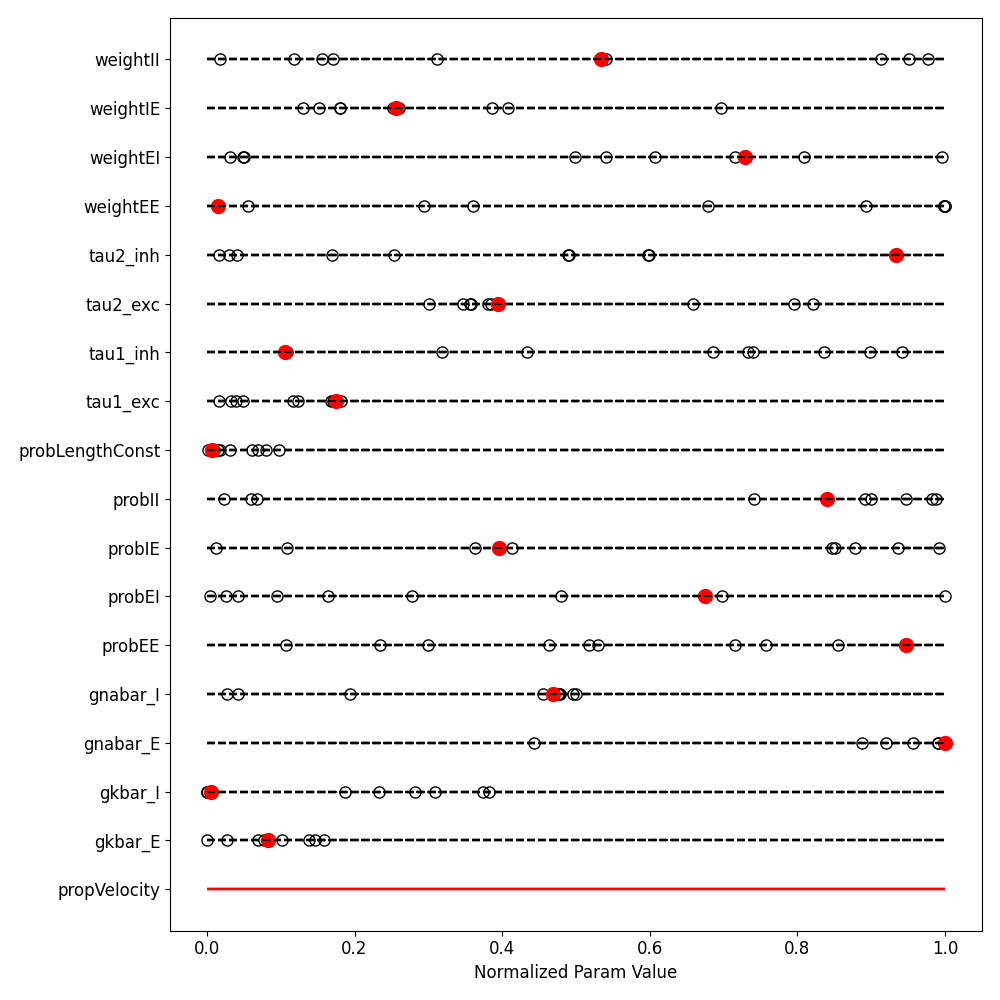 weightII
weightIE
weightEI
weightEE
tau2_inh
tau2_exc
tau1_inh
tau1_exc
probLengthConst
probII
probIE
probEI
probEE
gnabar_I
gnabar_E
gkbar_I
gkbar_E
propVelocity
0.0 0.2 0.4 0.6 0.8 1.0
Normalized Param Value